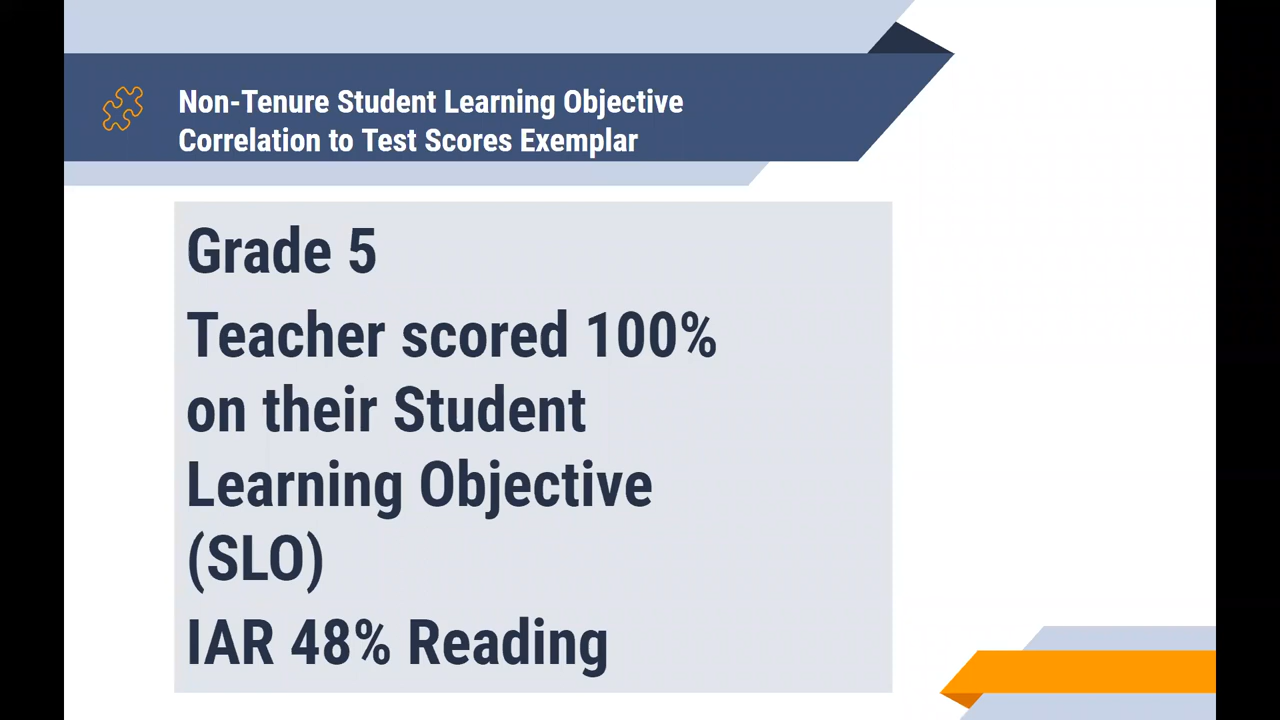 Non-Tenure Student Learning Objective
Correlation to Test Scores Exemplar
Grade 5
Teacher scored 100%
on their Student
Learning Objective
(SLO)
IAR 48% Reading